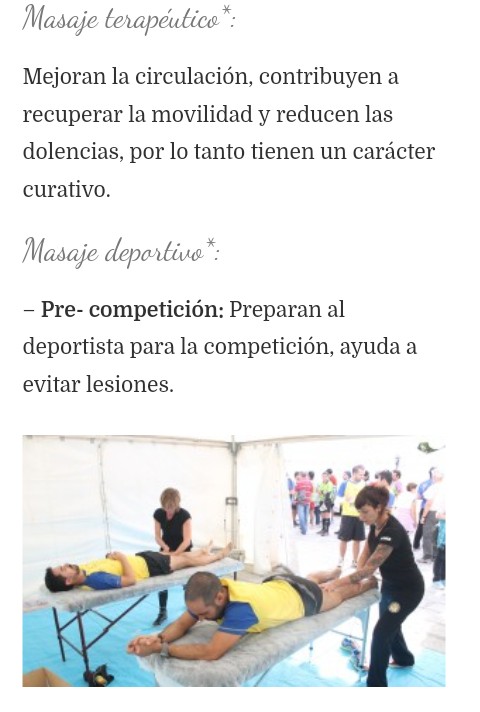 Masaje terapéutico*:
Mejoran la circulación, contribuyen a
recuperar la movilidad y reducen las
dolencias, por lo tanto tienen un carácter
curativo.
Masaje deportivo*:
– Pre- competición: Preparan al
deportista para la competición, ayuda a
evitar lesiones.